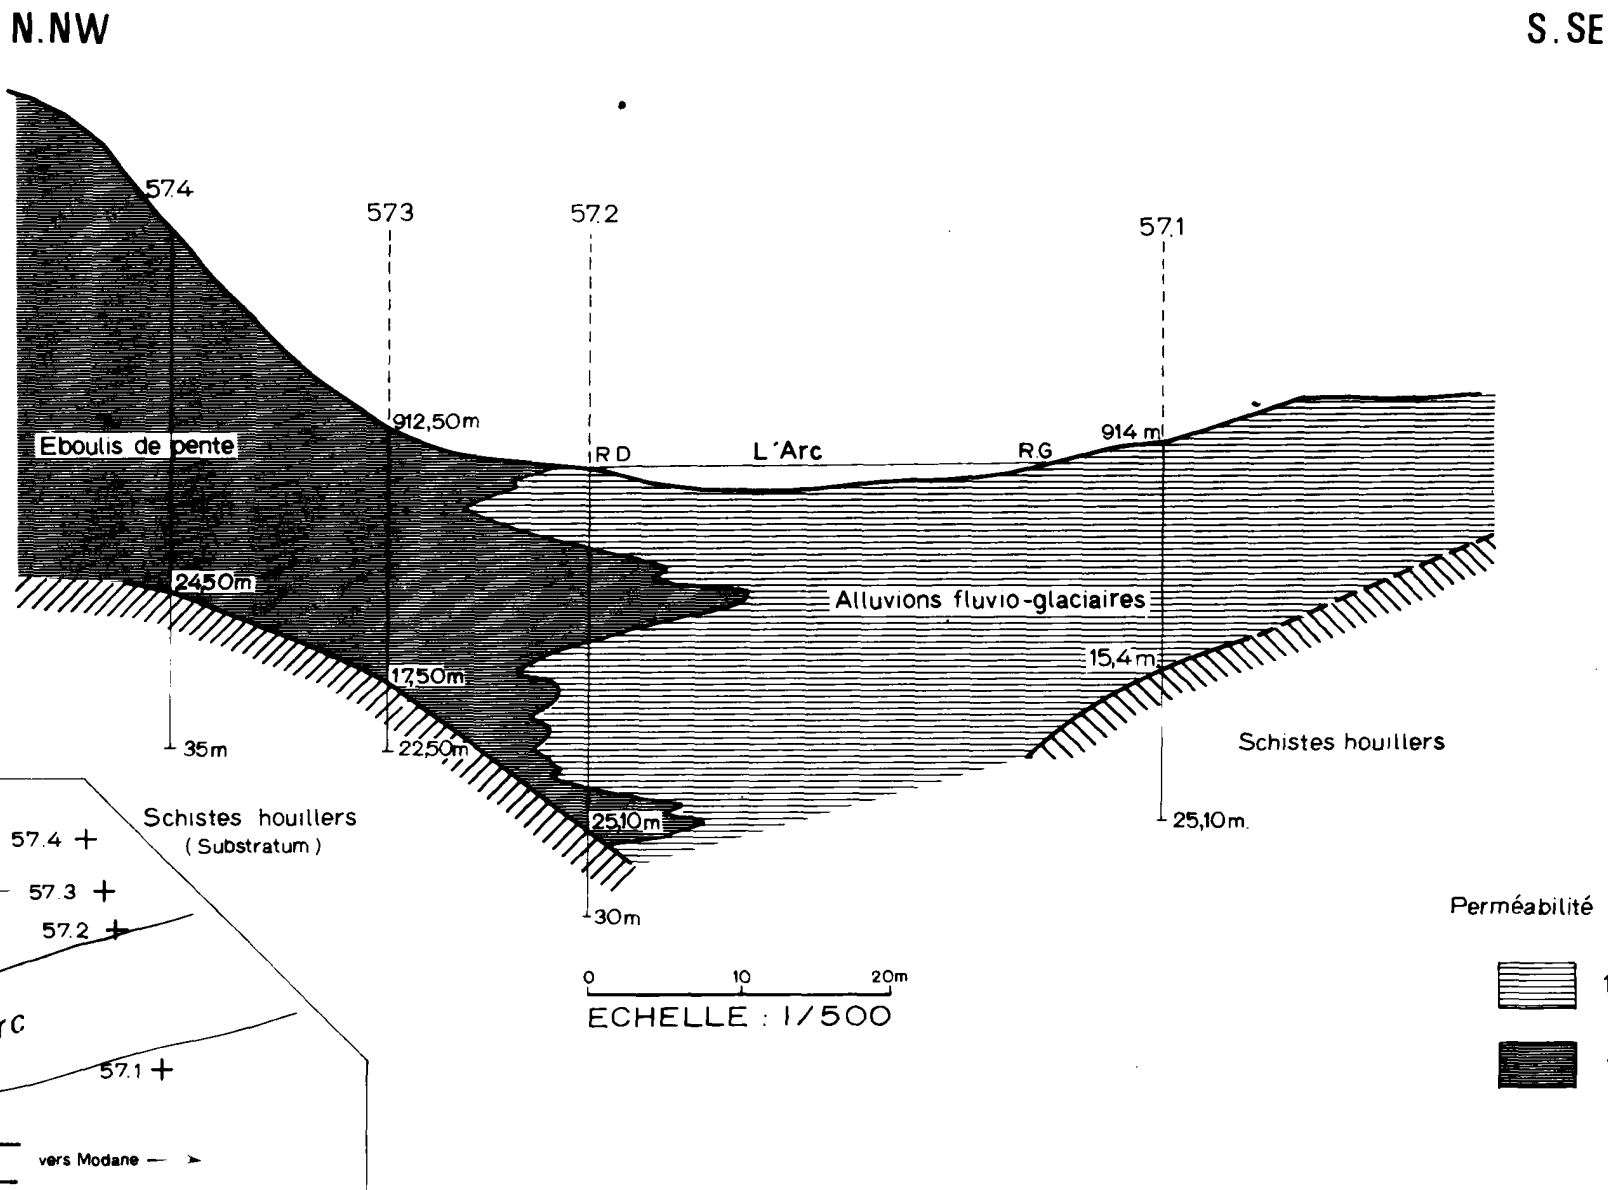 N.NW
S.SE
57.4
573
57.2
57.1
912,50m
914 m
R D
L'Arc
R.G
Eboulis de pente
24,50m
Alluvions fluvio-glaciaires
15,4m
17,50m
35m
22,50m
Schistes houillers
Schistes houillers
(Substratum)
25,10m
25,10m.
30m
57.4
57.3
57.2
57.1
vers Modane
0 10 20m
ECHELLE : 1/500
Perméabilité